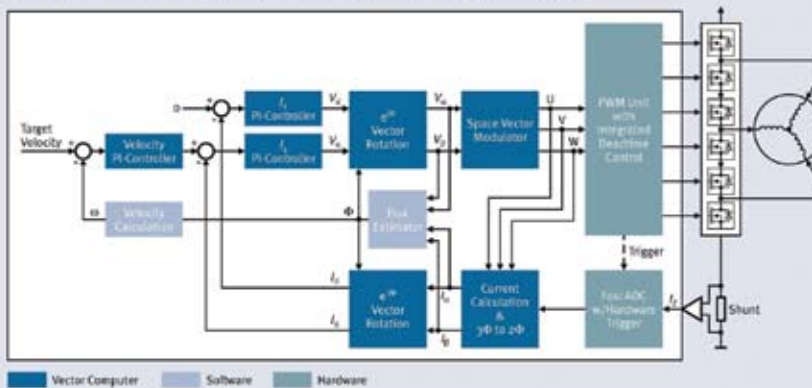 I
PI-Controller
V
e
Vector
Rotation
Space Vector
Modulator
U
V
W
PWM Unit
with
Integrated
Deadtime
Control
Target
Velocity
Velocity
PI-Controller
PI-Controller
ω
Velocity
Calculation
Φ
Flux
Estimator
Trigger
Vector
Rotation
Current
Calculation
&
3Φ to 2Φ
Fast ADC
w/Hardware
Trigger
Shunt
Vector Computer
Software
Hardware